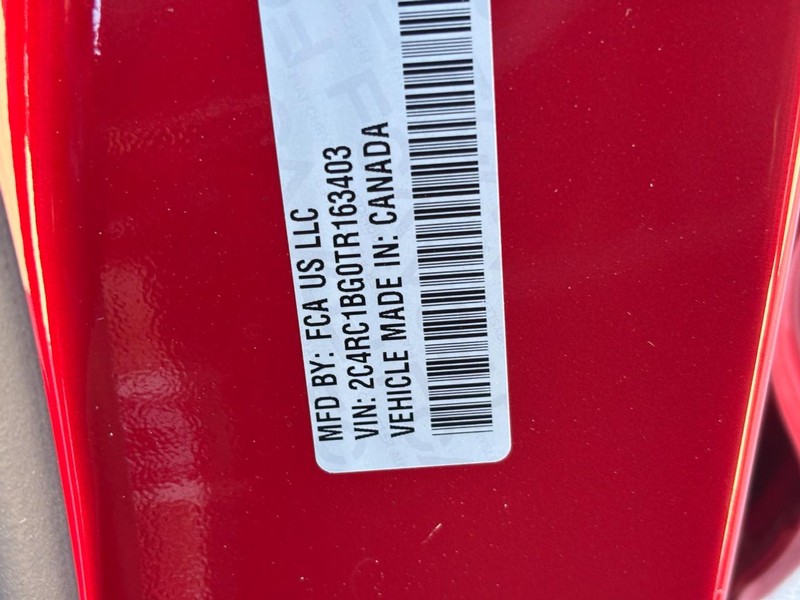 MFD BY: FCA US LLC
VIN: 2C4RC1BG0TR163403
VEHICLE MADE IN: CANADA